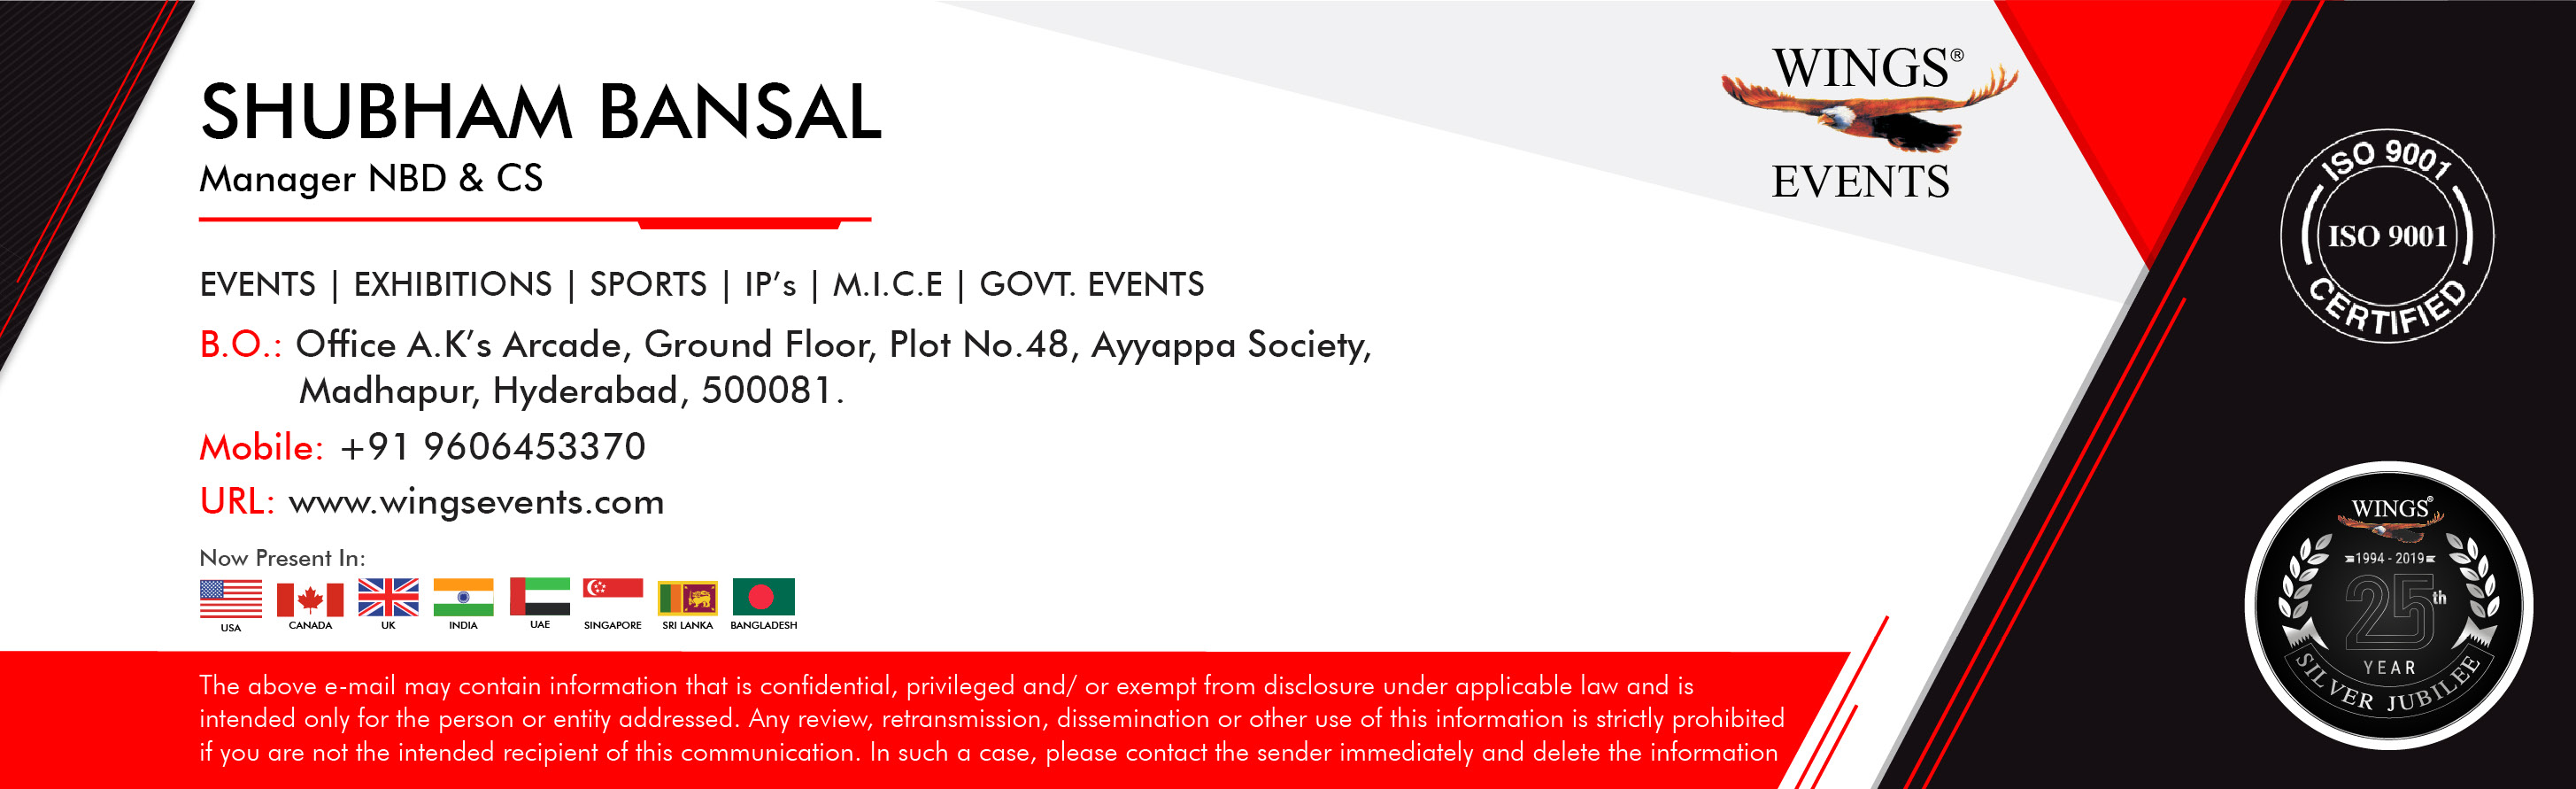 SHUBHAM BANSAL
Manager NBD & CS
EVENTS | EXHIBITIONS | SPORTS | IP’s | M.I.C.E | GOVT. EVENTS
B.O.: Office A.K’s Arcade, Ground Floor, Plot No.48, Ayyappa Society,
Madhapur, Hyderabad, 500081.
Mobile: +91 9606453370
URL: www.wingsevents.com
Now Present In:
USA CANADA UK INDIA UAE SINGAPORE SRI LANKA BANGLADESH
The above e-mail may contain information that is confidential, privileged and/ or exempt from disclosure under applicable law and is
intended only for the person or entity addressed. Any review, retransmission, dissemination or other use of this information is strictly prohibited
if you are not the intended recipient of this communication. In such a case, please contact the sender immediately and delete the information
WINGS®
EVENTS
ISO 9001
ISO 9001
CERTIFIED
WINGS®
1994 - 2019
25th
YEAR
SILVER JUBILEE